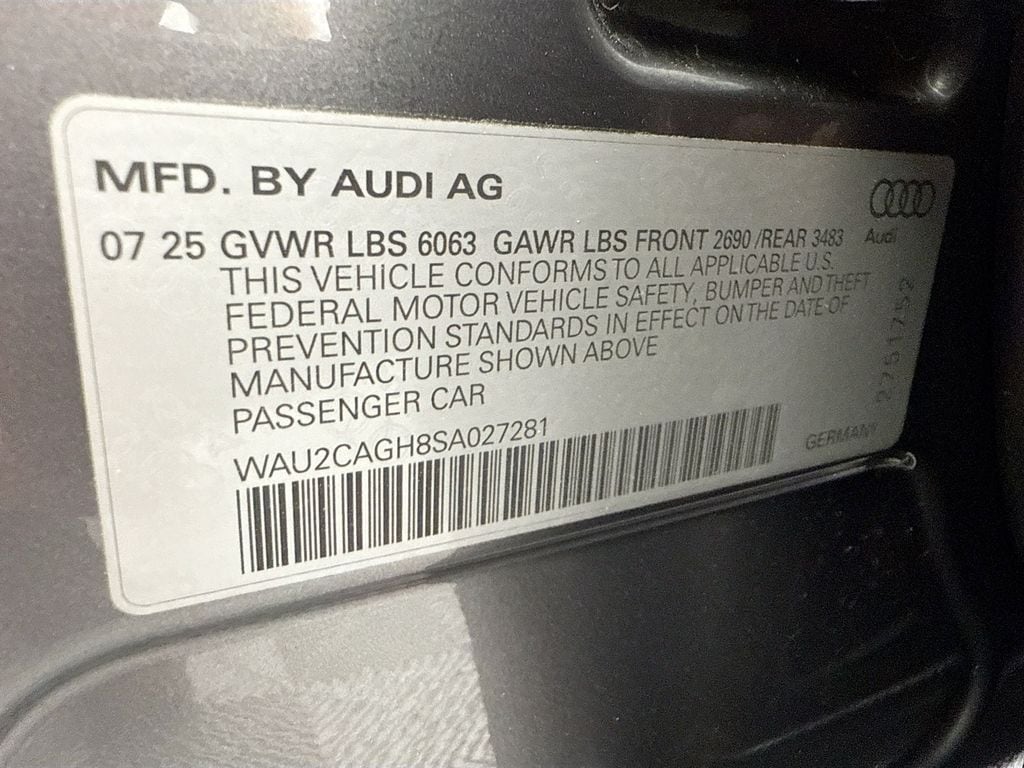 MFD. BY AUDI AG
07 25 GVWR LBS 6063 GAWR LBS FRONT 2690 /REAR 3483
Audi
THIS VEHICLE CONFORMS TO ALL APPLICABLE U.S.
FEDERAL MOTOR VEHICLE SAFETY, BUMPER AND THEFT
PREVENTION STANDARDS IN EFFECT ON THE DATE OF
MANUFACTURE SHOWN ABOVE
PASSENGER CAR
WAU2CAGH8SA027281
GERMANY
2751752